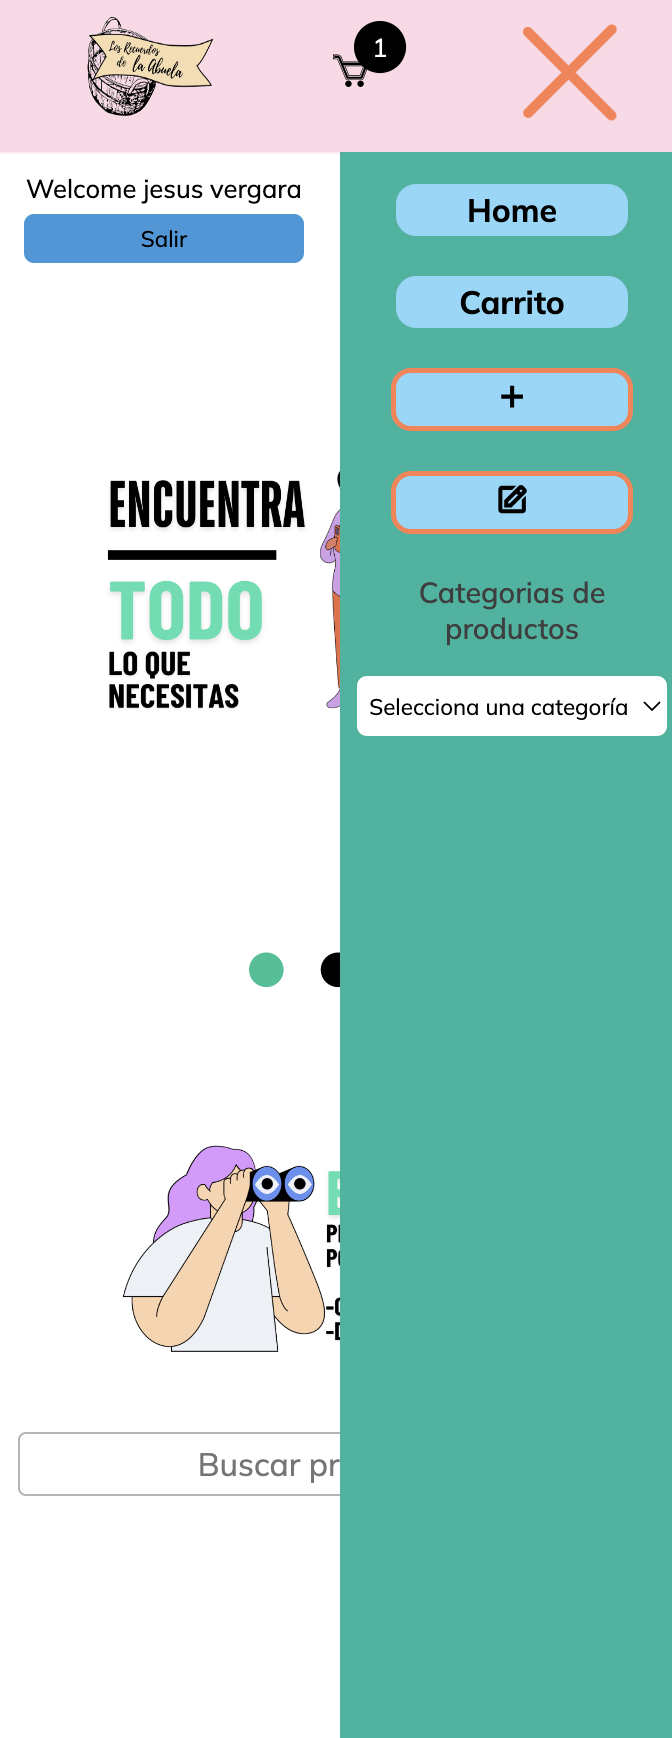 Los Recuerdos
de la Abuela
1
Welcome jesus vergara
Salir
Home
Carrito
+
Categorias de
productos
Selecciona una categoría
ENCUENTRA
TODO
LO QUE
NECESITAS
Buscar pr